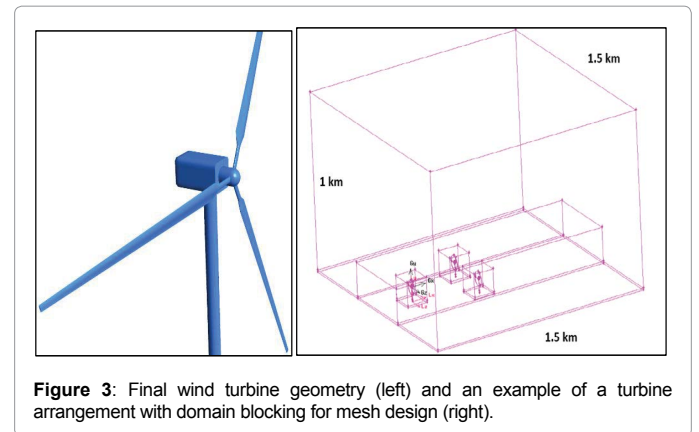 1.5 km
1 km
1.5 km
Figure 3: Final wind turbine geometry (left) and an example of a turbine
arrangement with domain blocking for mesh design (right).